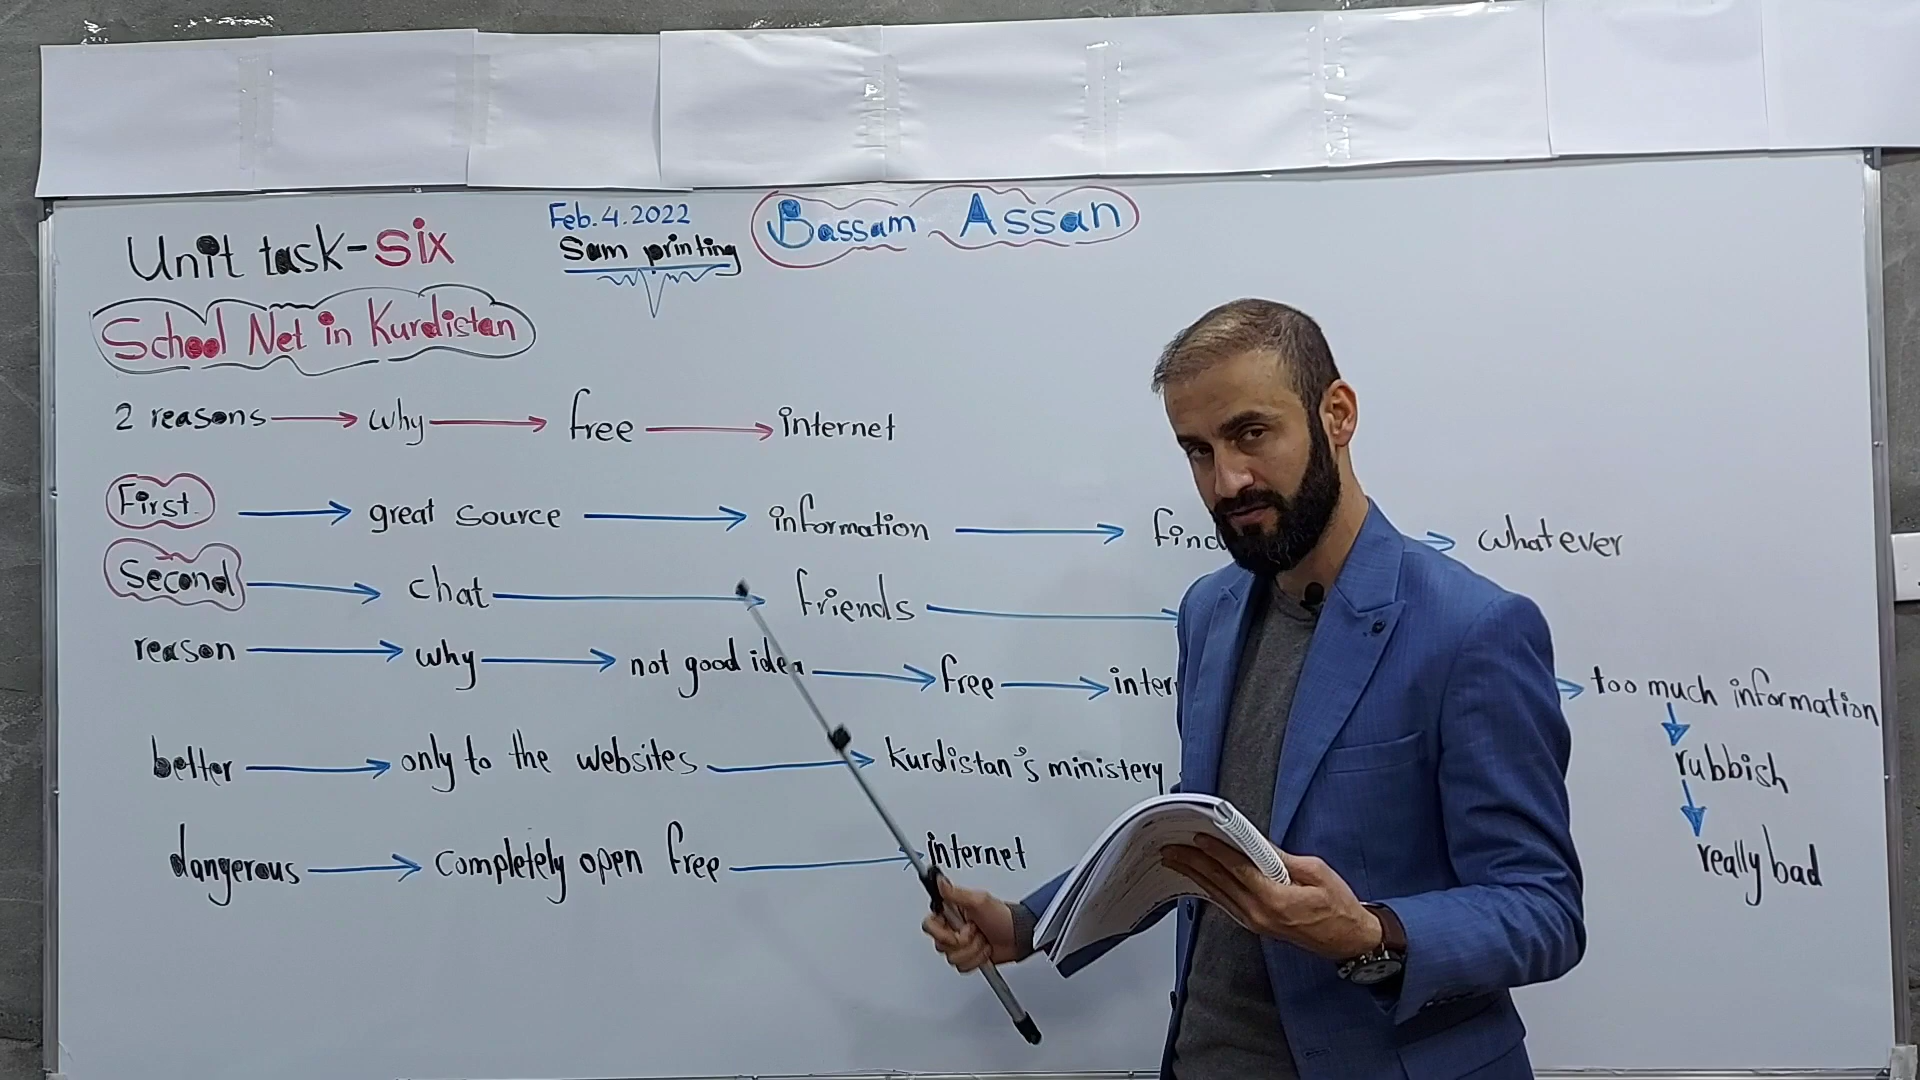 Unit task-six
Feb.4.2022
Sam printing
Bassam Assan
School Net in Kurdistan
2 reasons → why → free → internet
First → great source → information → find → whatever
Second → chat → friends →
reason → why → not good idea → free → inter → too much information
↓
rubbish
↓
really bad
better → only to the websites → Kurdistan's ministery
dangerous → completely open free → internet